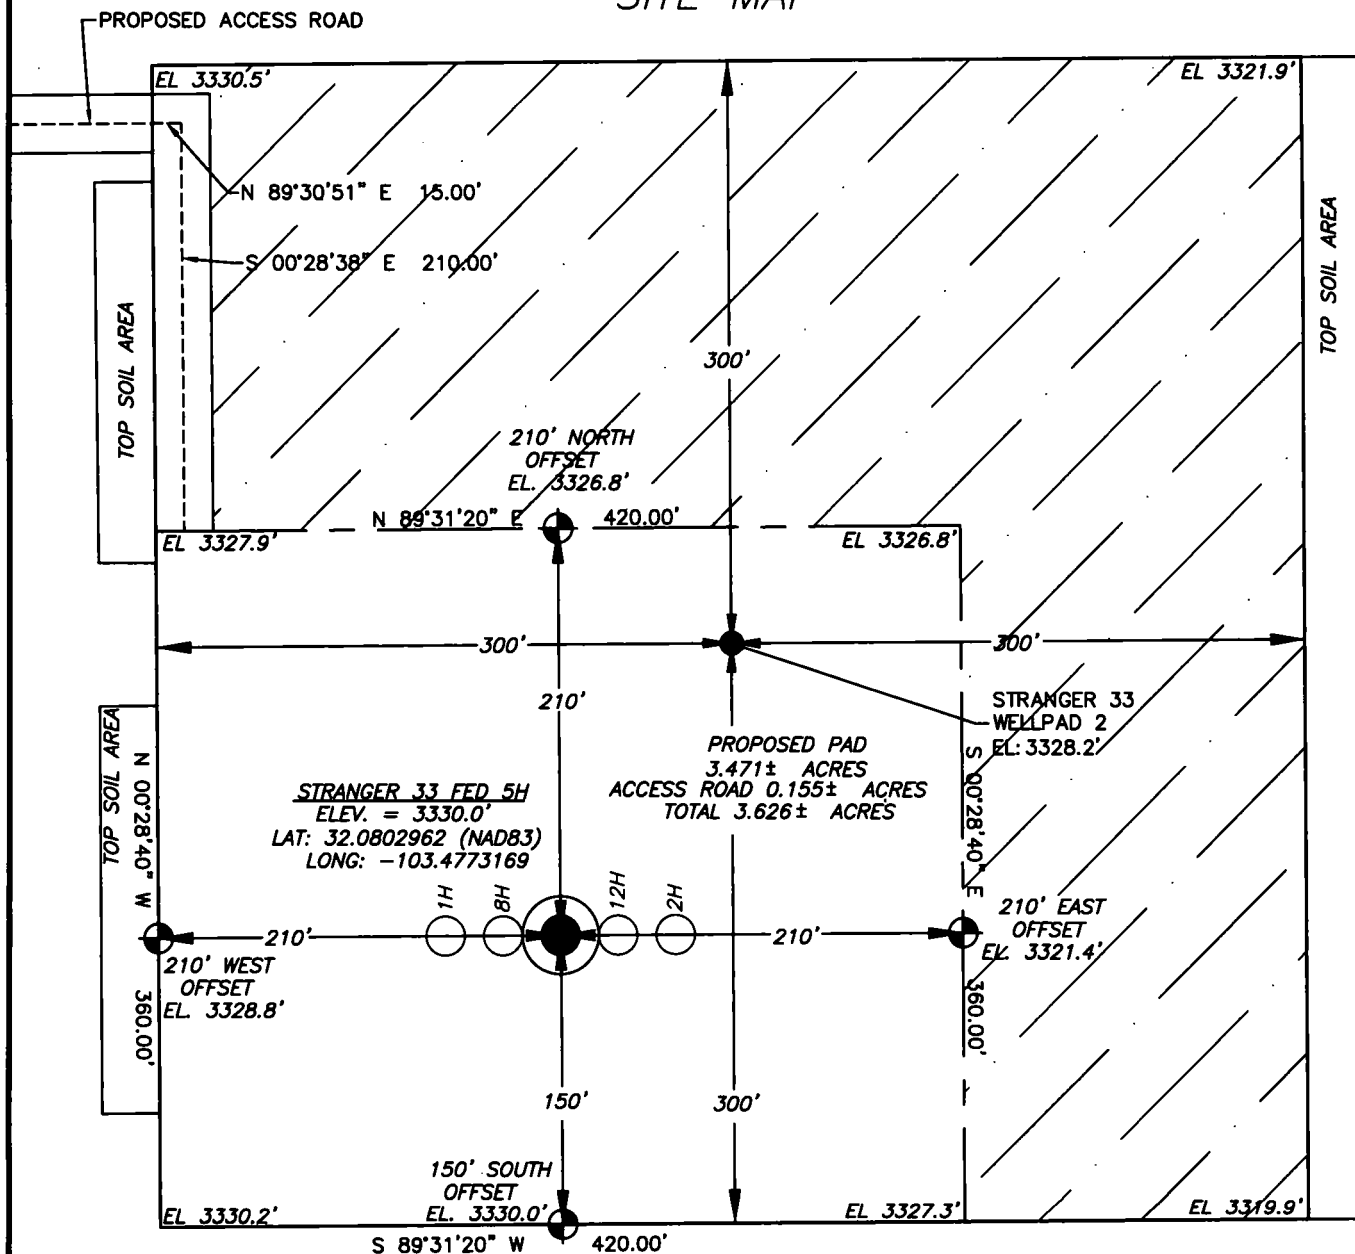 SITE MAP
PROPOSED ACCESS ROAD
EL 3330.5'
EL 3321.9'
N 89°30'51" E 15.00'
S 00°28'38" E 210.00'
TOP SOIL AREA
TOP SOIL AREA
300'
210' NORTH
OFFSET
EL. 3326.8'
N 89°31'20" E 420.00'
EL 3327.9'
EL 3326.8'
300'
300'
210'
STRANGER 33
WELLPAD 2
EL: 3328.2'
TOP SOIL AREA
N 00°28'40" W 360.00'
PROPOSED PAD
3.471± ACRES
ACCESS ROAD 0.155± ACRES
TOTAL 3.626± ACRES
S 00°28'40" E 360.00'
STRANGER 33 FED 5H
ELEV. = 3330.0'
LAT: 32.0802962 (NAD83)
LONG: -103.4773169
1H
8H
12H
2H
210'
210'
210' WEST
OFFSET
EL. 3328.8'
210' EAST
OFFSET
EL. 3321.4'
150'
300'
150' SOUTH
OFFSET
EL. 3330.0'
EL 3330.2'
EL 3327.3'
EL 3319.9'
S 89°31'20" W 420.00'